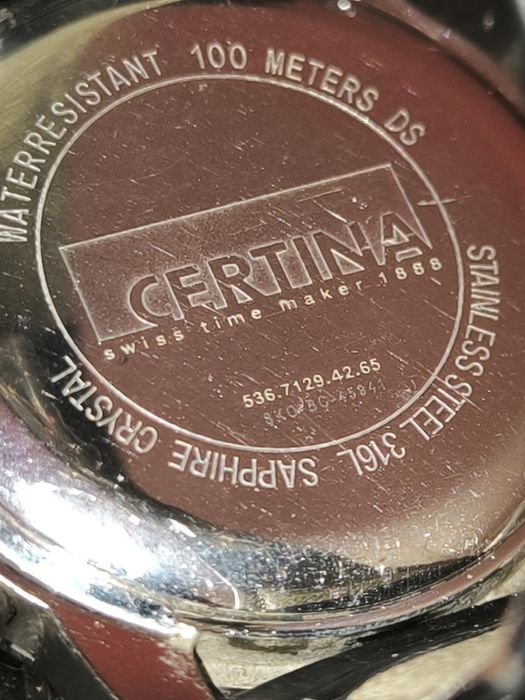 WATERRESISTANT 100 METERS DS
STAINLESS STEEL 316L SAPPHIRE CRYSTAL
CERTINA
swiss time maker 1888
536.7129.42.65